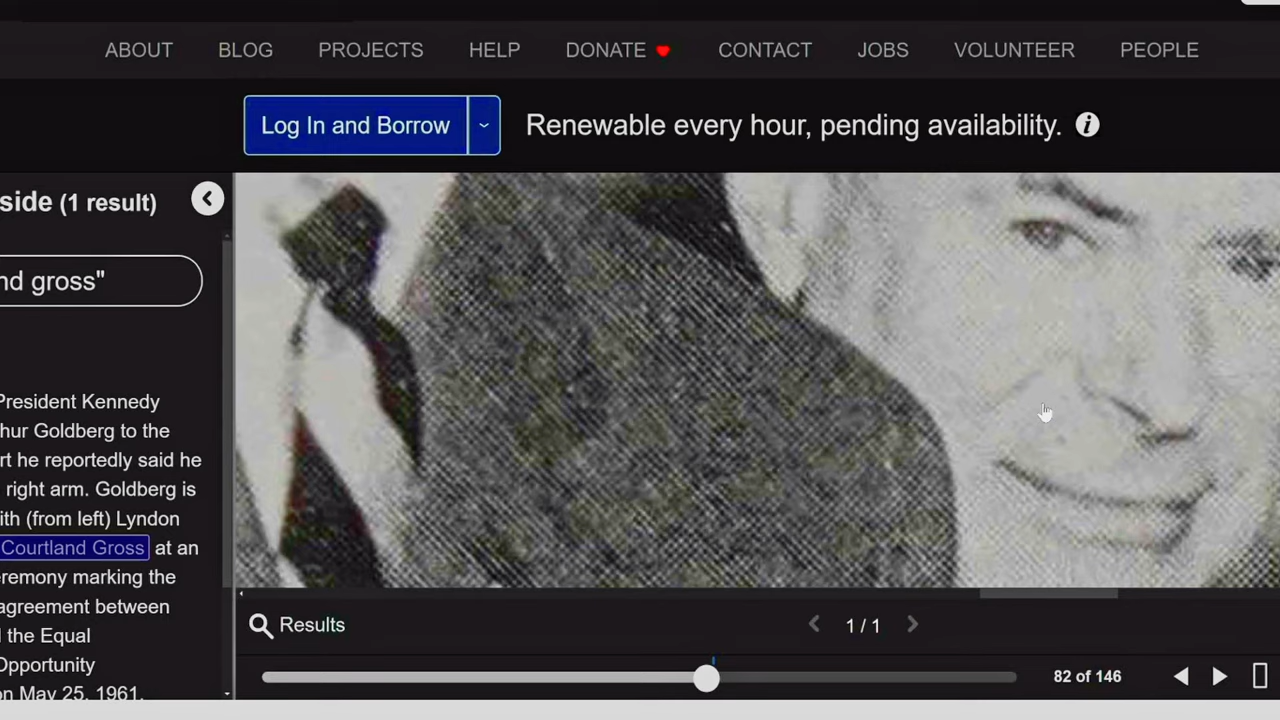 ABOUT BLOG PROJECTS HELP DONATE CONTACT JOBS VOLUNTEER PEOPLE
Log In and Borrow Renewable every hour, pending availability.
side (1 result)
nd gross"
President Kennedy
hur Goldberg to the
rt he reportedly said he
right arm. Goldberg is
ith (from left) Lyndon
Courtland Gross at an
eremony marking the
agreement between
the Equal
Opportunity
on May 25, 1961.
Results 1 / 1
82 of 146